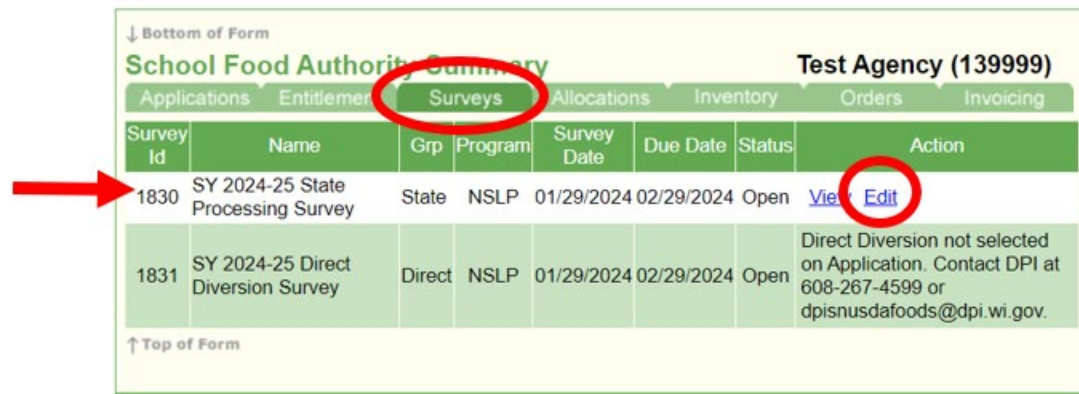 ↓ Bottom of Form
School Food Authority Summary
Test Agency (139999)
Applications Entitlement Surveys Allocations Inventory Orders Invoicing
Survey Id Name Grp Program Survey Date Due Date Status Action
1830 SY 2024-25 State Processing Survey State NSLP 01/29/2024 02/29/2024 Open View Edit
1831 SY 2024-25 Direct Diversion Survey Direct NSLP 01/29/2024 02/29/2024 Open Direct Diversion not selected
on Application. Contact DPI at
608-267-4599 or
dpisnusdafoods@dpi.wi.gov.
↑ Top of Form